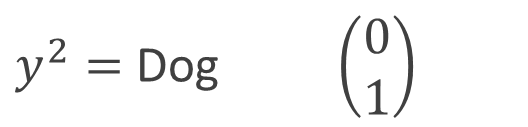 y² = Dog (0
1)